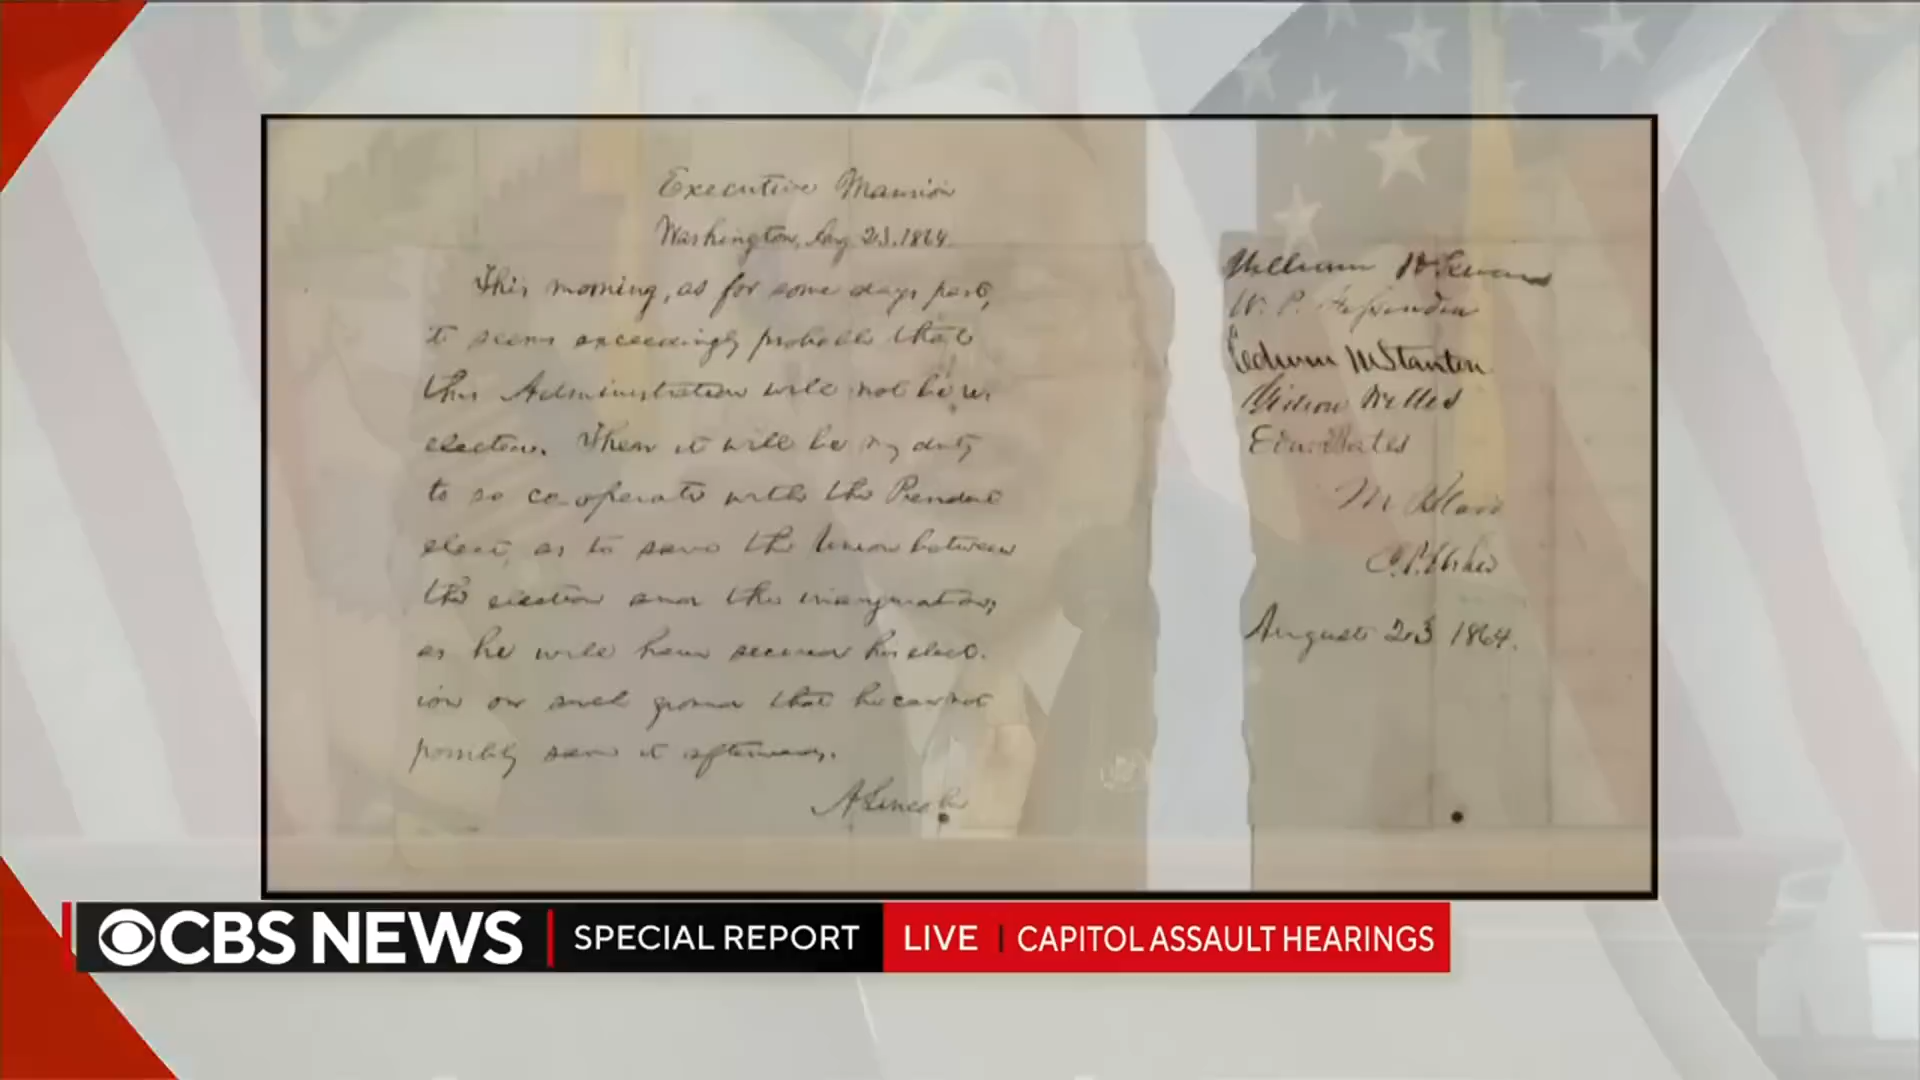 Executive Mansion
Washington, Aug 23, 1864.
This morning, as for some days past,
it seems exceedingly probable that
this Administration will not be re-
elected. Then it will be my duty
to so co-operate with the President
elect, as to save the Union between
the election and the inauguration;
as he will have secured his elect-
ion on such ground that he can not
possibly save it afterwards.
A. Lincoln
William H Seward
W. P. Fessenden
Edwin M Stanton
Gideon Welles
Edw. Bates
M Blair
J. P. Usher
August 23 1864.
CBS NEWS SPECIAL REPORT LIVE CAPITOL ASSAULT HEARINGS